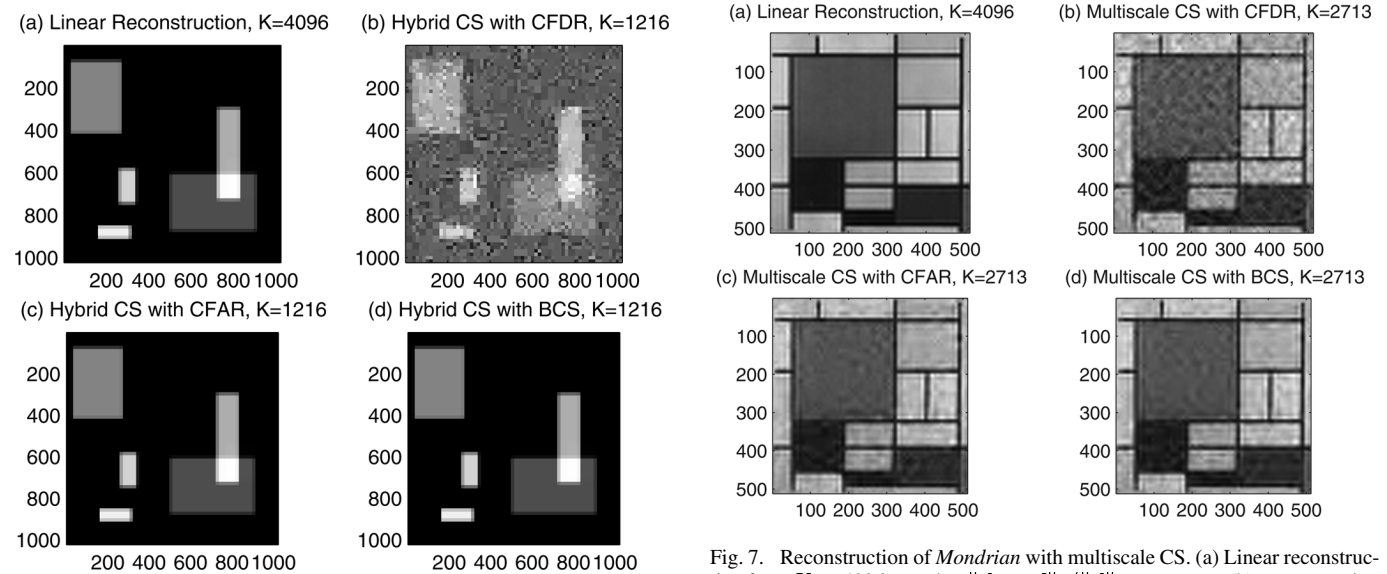 (a) Linear Reconstruction, K=4096
(b) Hybrid CS with CFDR, K=1216
200
400
600
800
1000
200 400 600 800 1000
200
400
600
800
1000
200 400 600 800 1000
(c) Hybrid CS with CFAR, K=1216
(d) Hybrid CS with BCS, K=1216
200
400
600
800
1000
200 400 600 800 1000
200
400
600
800
1000
200 400 600 800 1000
(a) Linear Reconstruction, K=4096
(b) Multiscale CS with CFDR, K=2713
100
200
300
400
500
100 200 300 400 500
100
200
300
400
500
100 200 300 400 500
(c) Multiscale CS with CFAR, K=2713
(d) Multiscale CS with BCS, K=2713
100
200
300
400
500
100 200 300 400 500
100
200
300
400
500
100 200 300 400 500
Fig. 7. Reconstruction of Mondrian with multiscale CS. (a) Linear reconstruc-